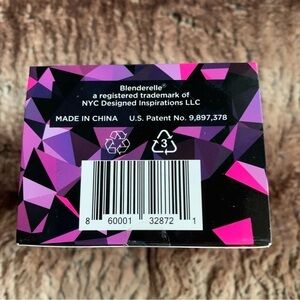 Blenderelle®
a registered trademark of
NYC Designed Inspirations LLC
MADE IN CHINA U.S. Patent No. 9,897,378
3
8 60001 32872 1